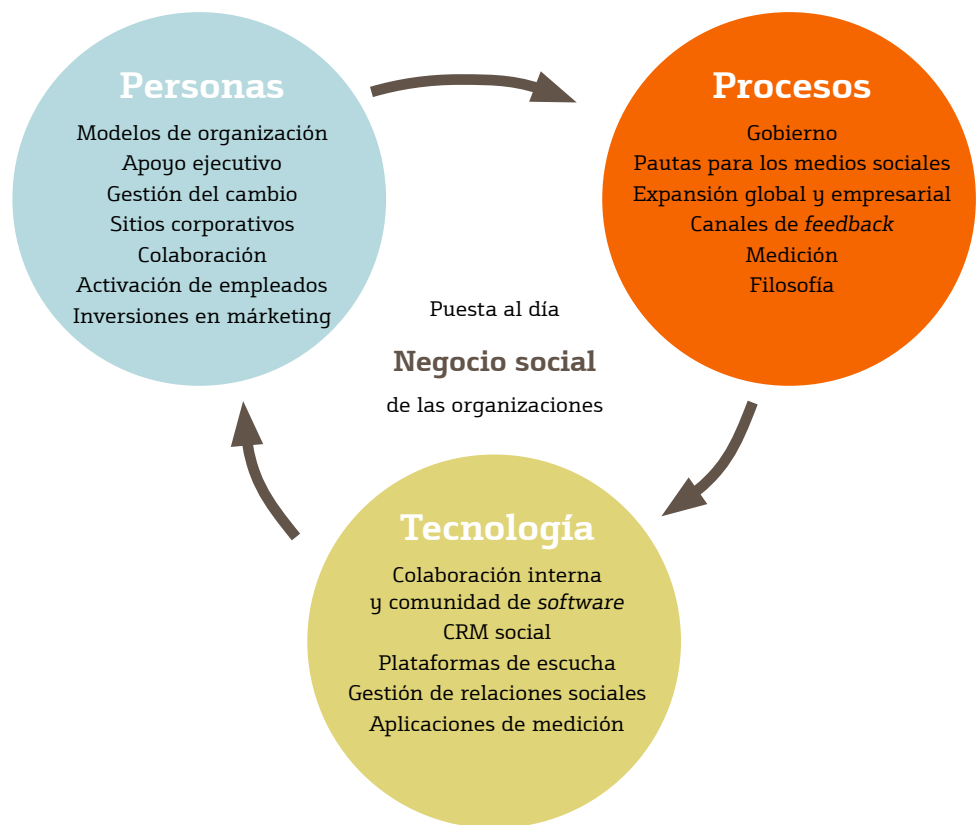 Personas
Modelos de organización
Apoyo ejecutivo
Gestión del cambio
Sitios corporativos
Colaboración
Activación de empleados
Inversiones en márketing
Procesos
Gobierno
Pautas para los medios sociales
Expansión global y empresarial
Canales de feedback
Medición
Filosofía
Puesta al día
Negocio social
de las organizaciones
Tecnología
Colaboración interna
y comunidad de software
CRM social
Plataformas de escucha
Gestión de relaciones sociales
Aplicaciones de medición